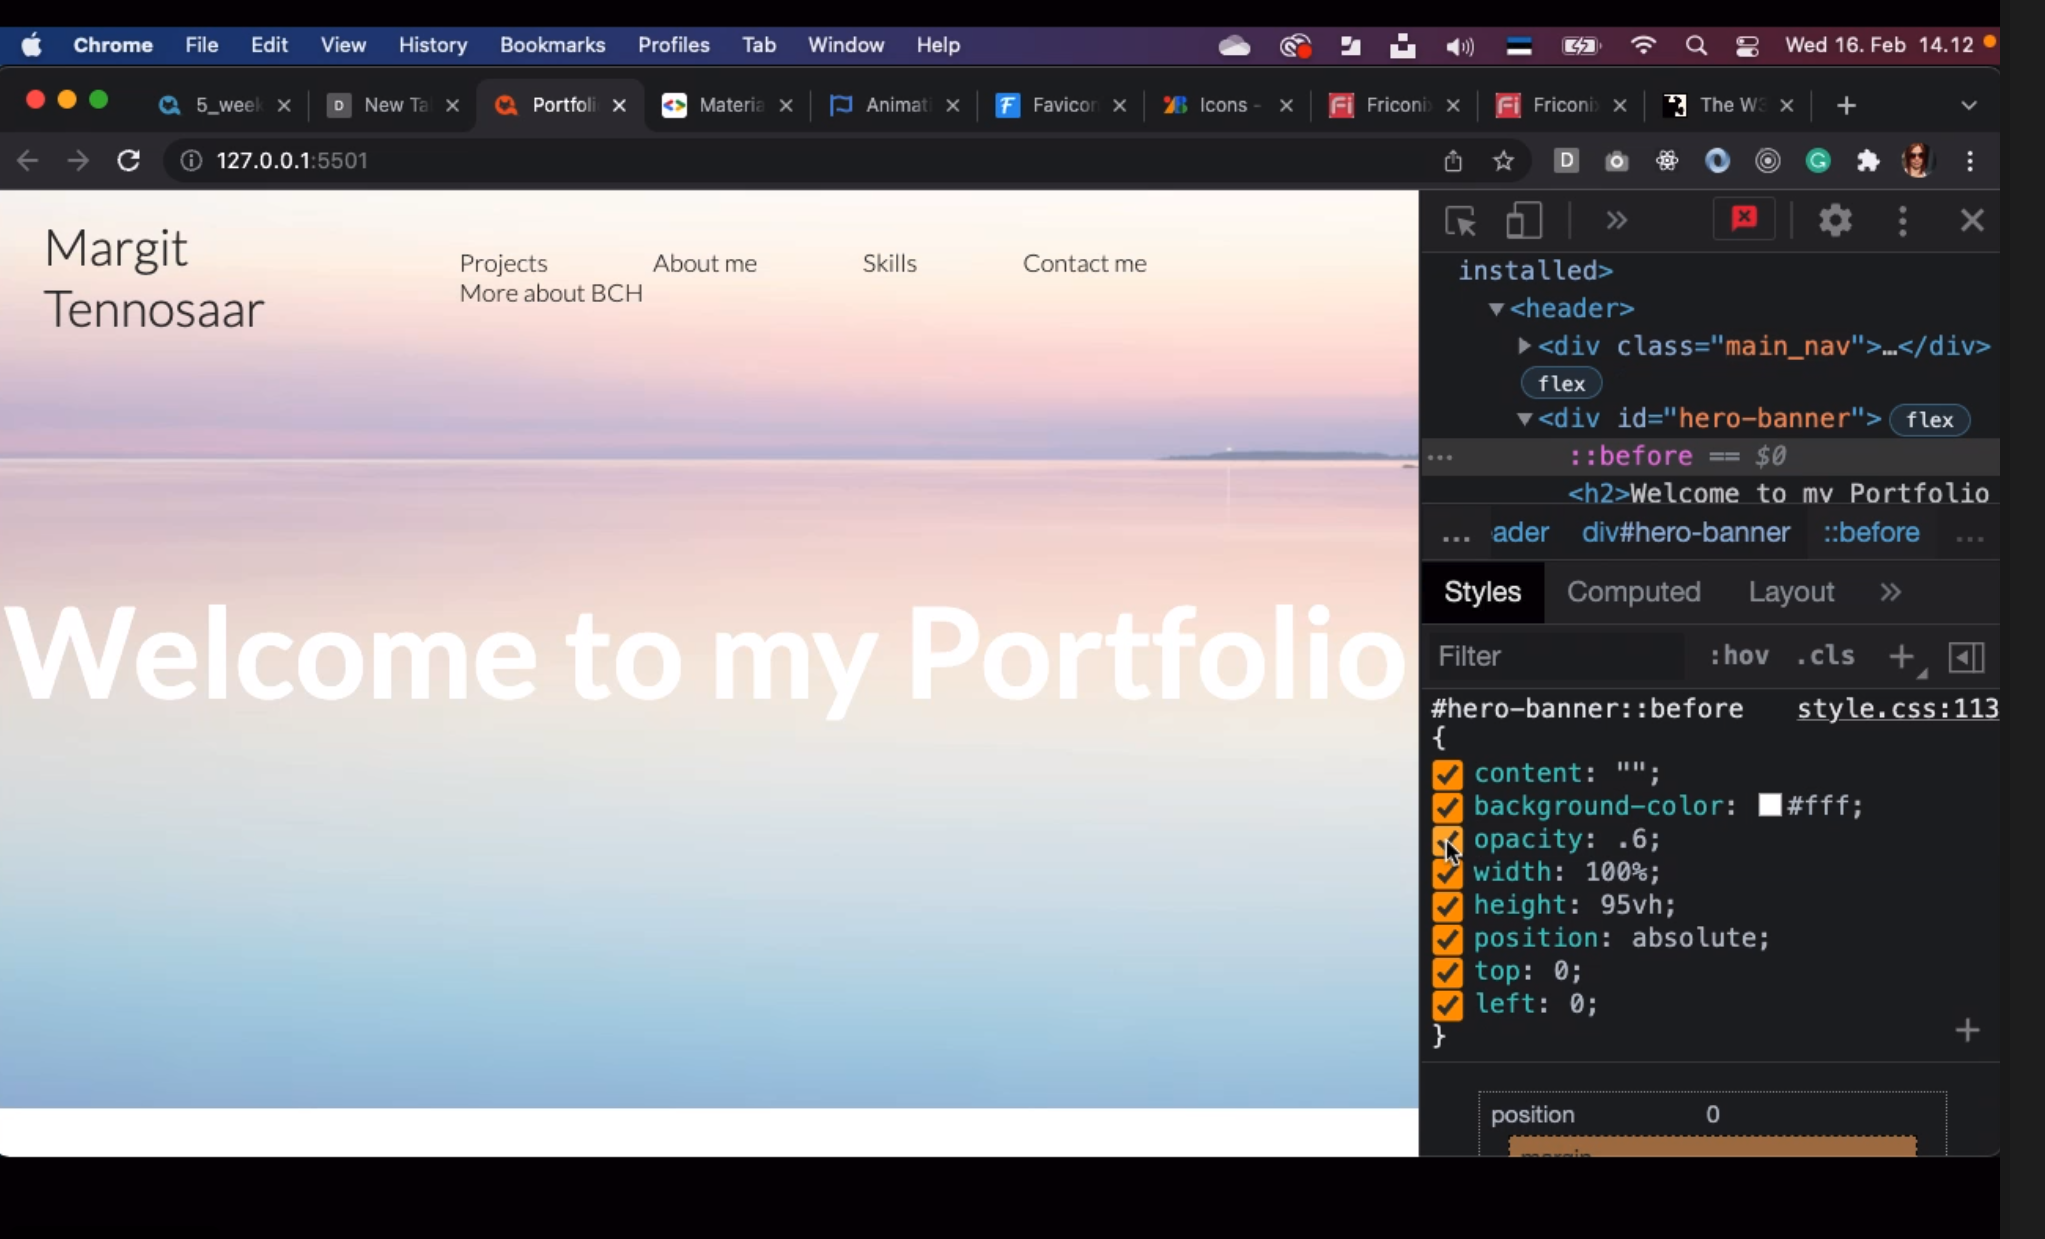 Chrome File Edit View History Bookmarks Profiles Tab Window Help Wed 16. Feb 14.12
5_week New Ta Portfoli Materia Animati Favicon Icons - Friconix Friconix The W3
127.0.0.1:5501
Margit
Tennosaar
Projects About me Skills Contact me
More about BCH
Welcome to my Portfolio
installed>
<header>
<div class="main_nav">…</div>
flex
<div id="hero-banner"> flex
::before == $0
<h2>Welcome to my Portfolio
... ader div#hero-banner ::before ...
Styles Computed Layout
Filter :hov .cls
#hero-banner::before style.css:113
{
content: "";
background-color: #fff;
opacity: .6;
width: 100%;
height: 95vh;
position: absolute;
top: 0;
left: 0;
}
position 0
margin